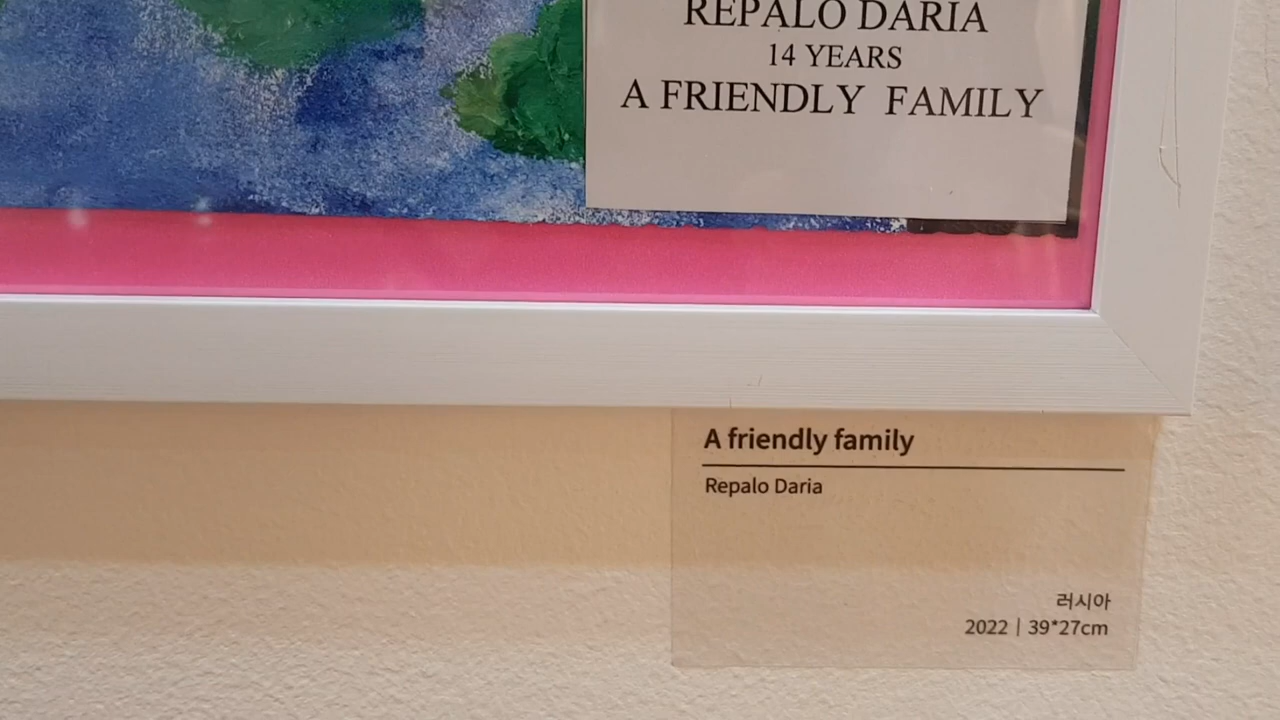 REPALO DARIA
14 YEARS
A FRIENDLY FAMILY
A friendly family
Repalo Daria
러시아
2022 | 39*27cm